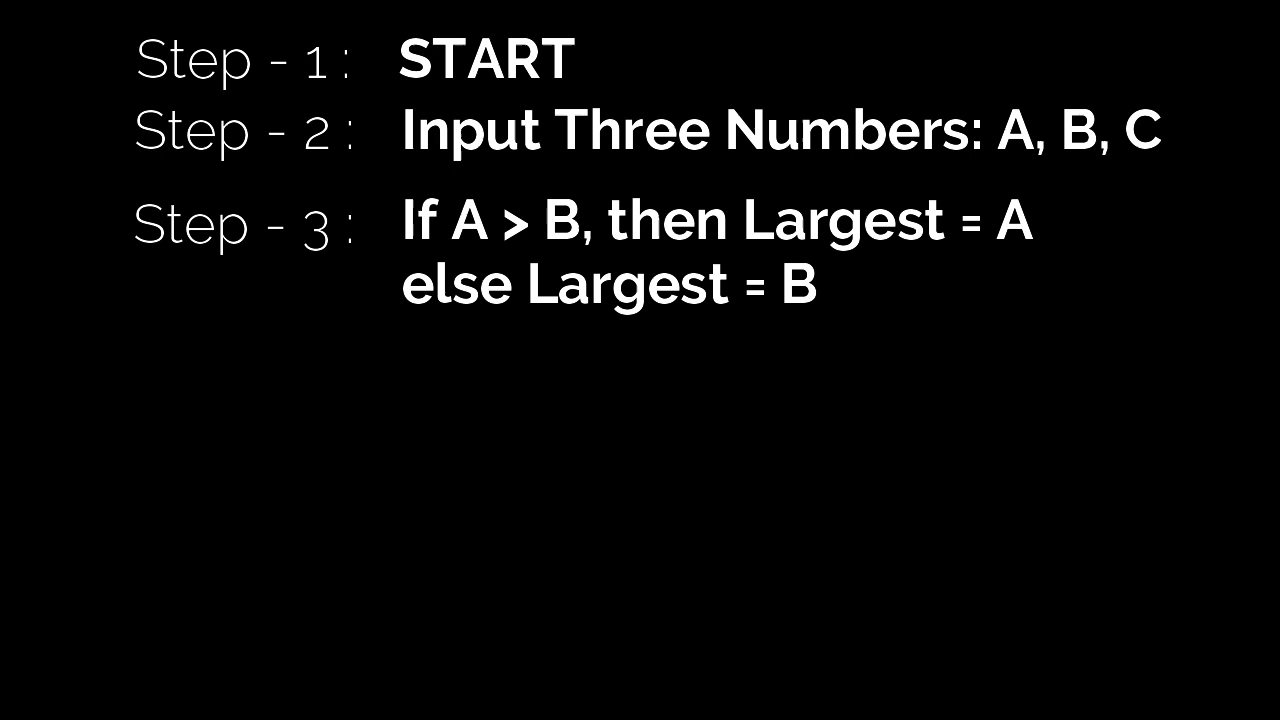 Step - 1 : START
Step - 2 : Input Three Numbers: A, B, C
Step - 3 : If A > B, then Largest = A
else Largest = B